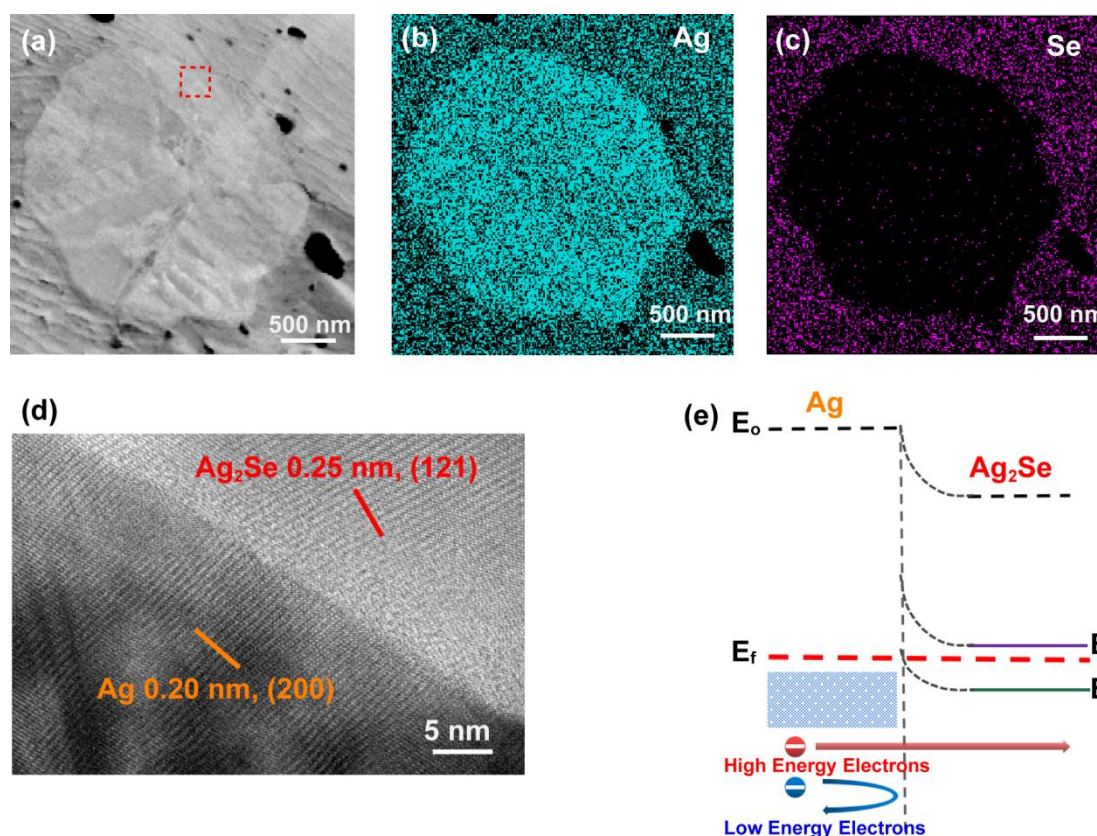 (a)
500 nm
(b)
Ag
500 nm
(c)
Se
500 nm
(d)
Ag₂Se 0.25 nm, (121)
Ag 0.20 nm, (200)
5 nm
(e)
Ag
Eₒ
Ag₂Se
E
E_f
E
High Energy Electrons
Low Energy Electrons